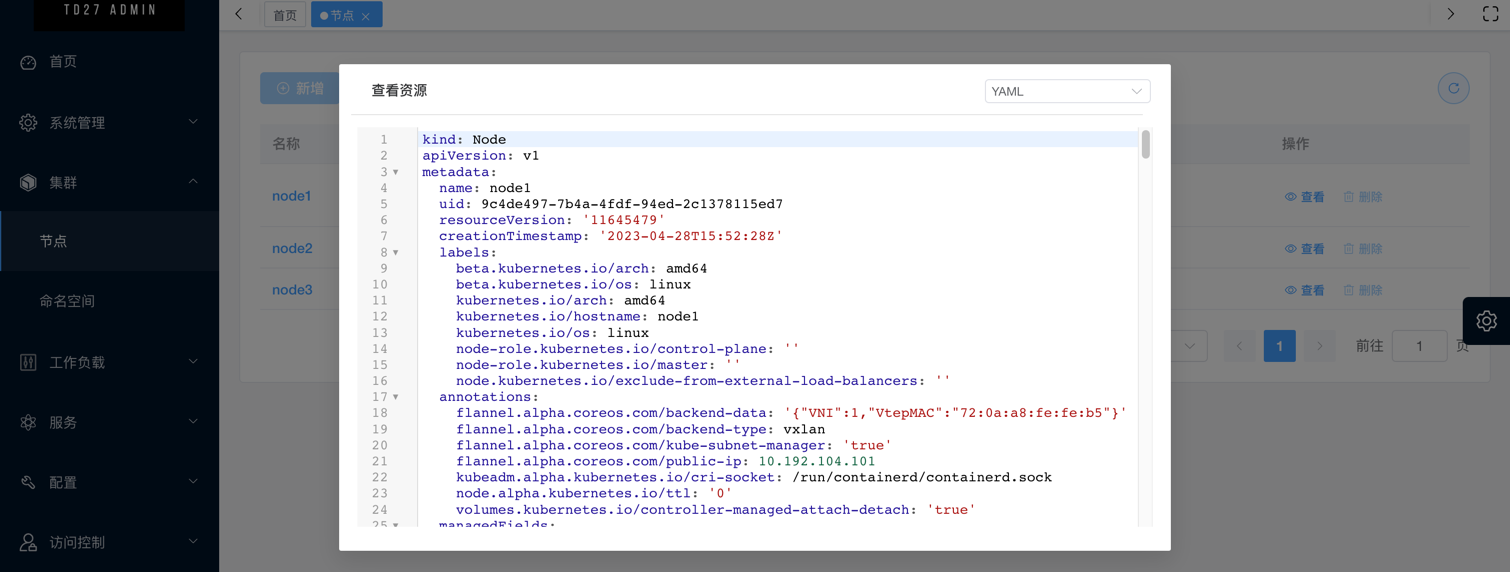 TD27 ADMIN
首页
系统管理
集群
节点
命名空间
工作负载
服务
配置
访问控制
首页
节点
新增
名称
操作
node1
查看 删除
node2
查看 删除
node3
查看 删除
1
前往 1 页
查看资源
YAML
1 kind: Node
2 apiVersion: v1
3 metadata:
4 name: node1
5 uid: 9c4de497-7b4a-4fdf-94ed-2c1378115ed7
6 resourceVersion: '11645479'
7 creationTimestamp: '2023-04-28T15:52:28Z'
8 labels:
9 beta.kubernetes.io/arch: amd64
10 beta.kubernetes.io/os: linux
11 kubernetes.io/arch: amd64
12 kubernetes.io/hostname: node1
13 kubernetes.io/os: linux
14 node-role.kubernetes.io/control-plane: ''
15 node-role.kubernetes.io/master: ''
16 node.kubernetes.io/exclude-from-external-load-balancers: ''
17 annotations:
18 flannel.alpha.coreos.com/backend-data: '{"VNI":1,"VtepMAC":"72:0a:a8:fe:fe:b5"}'
19 flannel.alpha.coreos.com/backend-type: vxlan
20 flannel.alpha.coreos.com/kube-subnet-manager: 'true'
21 flannel.alpha.coreos.com/public-ip: 10.192.104.101
22 kubeadm.alpha.kubernetes.io/cri-socket: /run/containerd/containerd.sock
23 node.alpha.kubernetes.io/ttl: '0'
24 volumes.kubernetes.io/controller-managed-attach-detach: 'true'
25 managedFields: